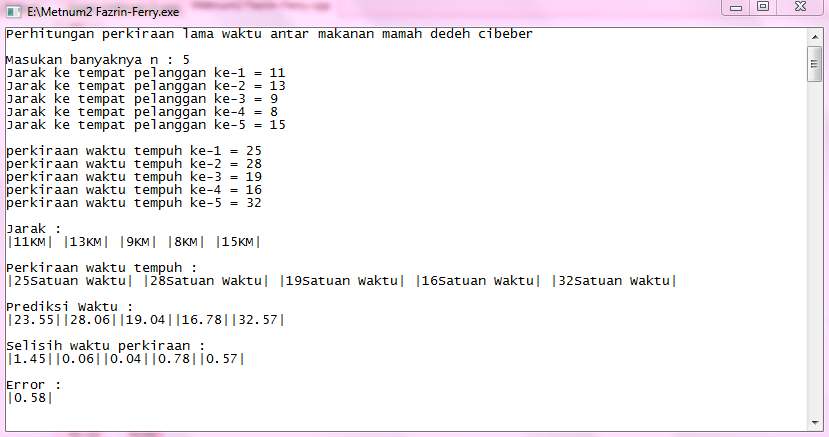 E:\Metnum2 Fazrin-Ferry.exe
Perhitungan perkiraan lama waktu antar makanan mamah dedeh cibeber
Masukan banyaknya n : 5
Jarak ke tempat pelanggan ke-1 = 11
Jarak ke tempat pelanggan ke-2 = 13
Jarak ke tempat pelanggan ke-3 = 9
Jarak ke tempat pelanggan ke-4 = 8
Jarak ke tempat pelanggan ke-5 = 15
perkiraan waktu tempuh ke-1 = 25
perkiraan waktu tempuh ke-2 = 28
perkiraan waktu tempuh ke-3 = 19
perkiraan waktu tempuh ke-4 = 16
perkiraan waktu tempuh ke-5 = 32
Jarak :
|11KM| |13KM| |9KM| |8KM| |15KM|
Perkiraan waktu tempuh :
|25Satuan Waktu| |28Satuan Waktu| |19Satuan Waktu| |16Satuan Waktu| |32Satuan Waktu|
Prediksi Waktu :
|23.55||28.06||19.04||16.78||32.57|
Selisih waktu perkiraan :
|1.45||0.06||0.04||0.78||0.57|
Error :
|0.58|